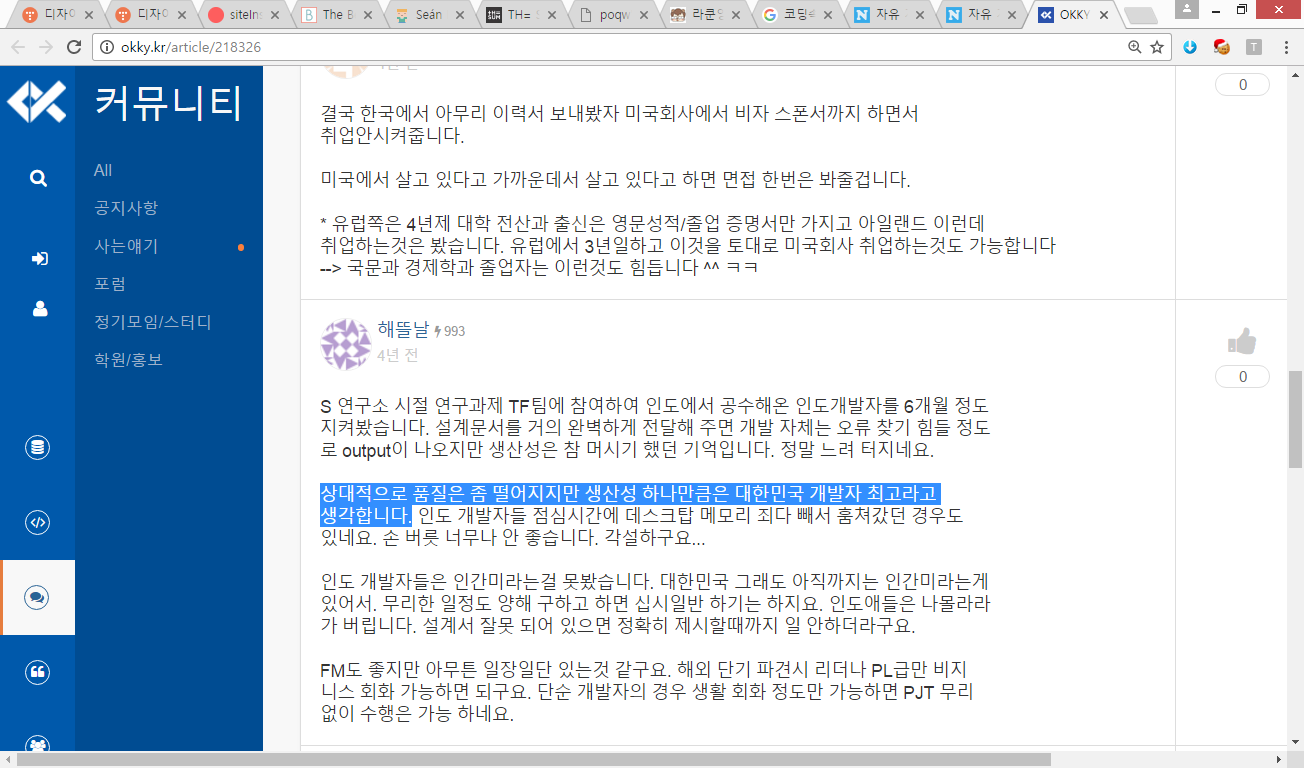 디자이
디자이
siteIns
The B
Seán
TH= S
poqw
라쿤잉
코딩속
자유
자유
OKKY
okky.kr/article/218326
커뮤니티
All
공지사항
사는얘기
포럼
정기모임/스터디
학원/홍보
0
결국 한국에서 아무리 이력서 보내봤자 미국회사에서 비자 스폰서까지 하면서
취업안시켜줍니다.
미국에서 살고 있다고 가까운데서 살고 있다고 하면 면접 한번은 봐줄겁니다.
* 유럽쪽은 4년제 대학 전산과 출신은 영문성적/졸업 증명서만 가지고 아일랜드 이런데
취업하는것은 봤습니다. 유럽에서 3년일하고 이것을 토대로 미국회사 취업하는것도 가능합니다
--> 국문과 경제학과 졸업자는 이런것도 힘듭니다 ^^ ㅋㅋ
해뜰날 993
4년 전
0
S 연구소 시절 연구과제 TF팀에 참여하여 인도에서 공수해온 인도개발자를 6개월 정도
지켜봤습니다. 설계문서를 거의 완벽하게 전달해 주면 개발 자체는 오류 찾기 힘들 정도
로 output이 나오지만 생산성은 참 머시기 했던 기억입니다. 정말 느려 터지네요.
상대적으로 품질은 좀 떨어지지만 생산성 하나만큼은 대한민국 개발자 최고라고
생각합니다. 인도 개발자들 점심시간에 데스크탑 메모리 죄다 빼서 훔쳐갔던 경우도
있네요. 손 버릇 너무나 안 좋습니다. 각설하구요...
인도 개발자들은 인간미라는걸 못봤습니다. 대한민국 그래도 아직까지는 인간미라는게
있어서. 무리한 일정도 양해 구하고 하면 십시일반 하기는 하지요. 인도애들은 나몰라라
가 버립니다. 설계서 잘못 되어 있으면 정확히 제시할때까지 일 안하더라구요.
FM도 좋지만 아무튼 일장일단 있는것 같구요. 해외 단기 파견시 리더나 PL급만 비지
니스 회화 가능하면 되구요. 단순 개발자의 경우 생활 회화 정도만 가능하면 PJT 무리
없이 수행은 가능 하네요.